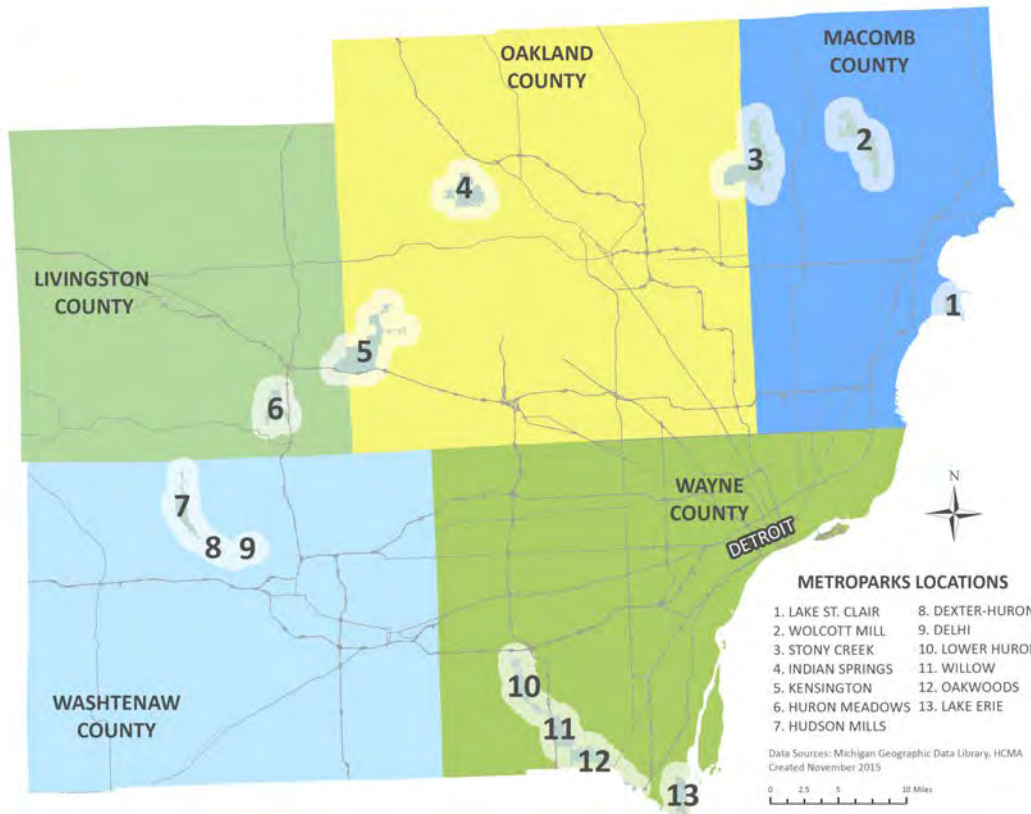 OAKLAND
COUNTY
MACOMB
COUNTY
2
3
4
LIVINGSTON
COUNTY
1
5
6
WAYNE
COUNTY
N
7
8
9
DETROIT
METROPARKS LOCATIONS
1. LAKE ST. CLAIR
2. WOLCOTT MILL
3. STONY CREEK
4. INDIAN SPRINGS
5. KENSINGTON
6. HURON MEADOWS
7. HUDSON MILLS
8. DEXTER-HURON
9. DELHI
10. LOWER HURON
11. WILLOW
12. OAKWOODS
13. LAKE ERIE
WASHTENAW
COUNTY
10
11
12
13
Data Sources: Michigan Geographic Data Library, HCMA
Created November 2015
0 2.5 5 10 Miles